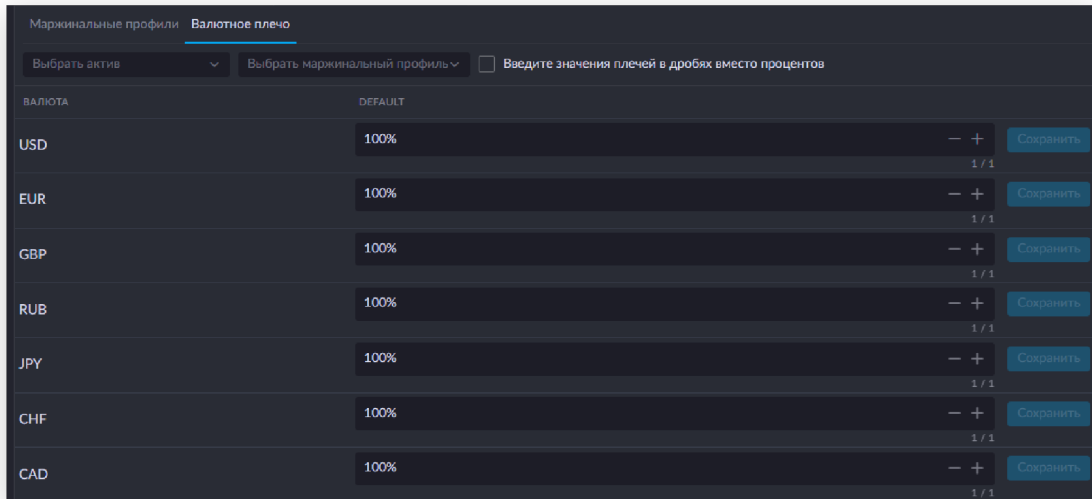 Маржинальные профили Валютное плечо
Выбрать актив Выбрать маржинальный профиль Введите значения плечей в дробях вместо процентов
ВАЛЮТА DEFAULT
USD 100% − + Сохранить
1 / 1
EUR 100% − + Сохранить
1 / 1
GBP 100% − + Сохранить
1 / 1
RUB 100% − + Сохранить
1 / 1
JPY 100% − + Сохранить
1 / 1
CHF 100% − + Сохранить
1 / 1
CAD 100% − + Сохранить
1 / 1